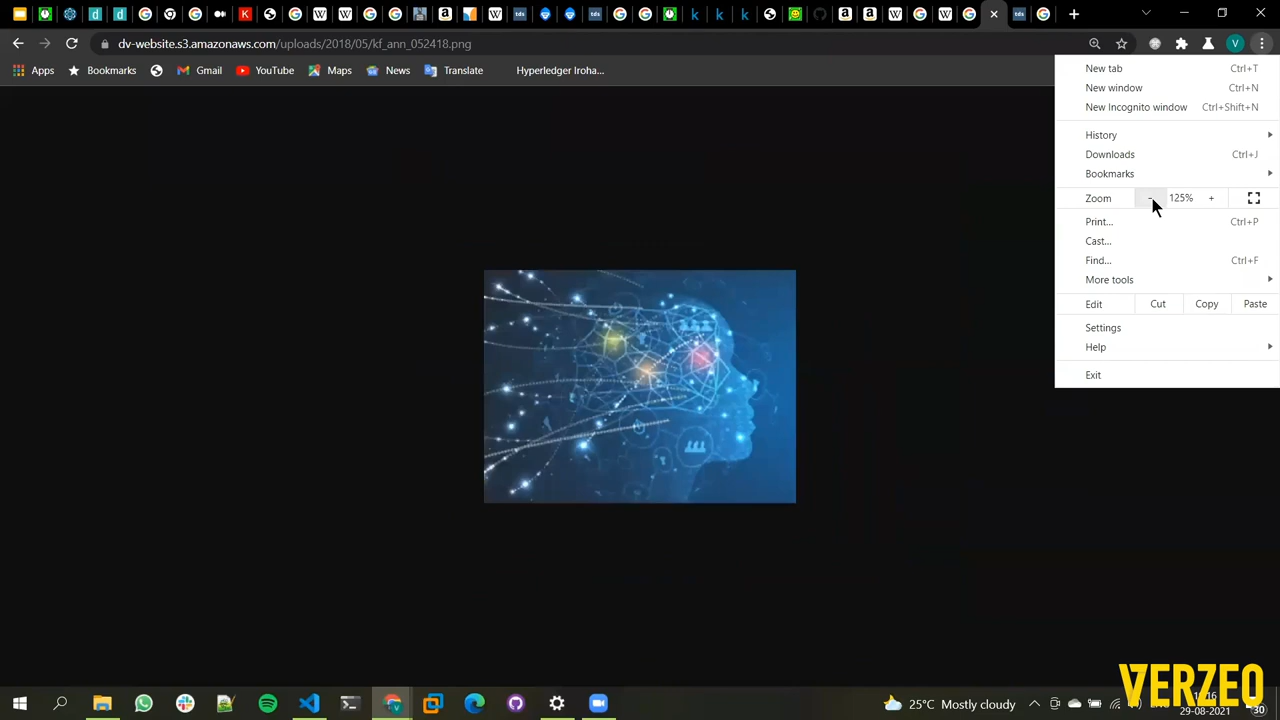 dv-website.s3.amazonaws.com/uploads/2018/05/kf_ann_052418.png
V
Apps
Bookmarks
Gmail
YouTube
Maps
News
Translate
Hyperledger Iroha...
New tab Ctrl+T
New window Ctrl+N
New Incognito window Ctrl+Shift+N
History
Downloads Ctrl+J
Bookmarks
Zoom - 125% +
Print... Ctrl+P
Cast...
Find... Ctrl+F
More tools
Edit Cut Copy Paste
Settings
Help
Exit
VERZEO
25°C Mostly cloudy
29-08-2021
30